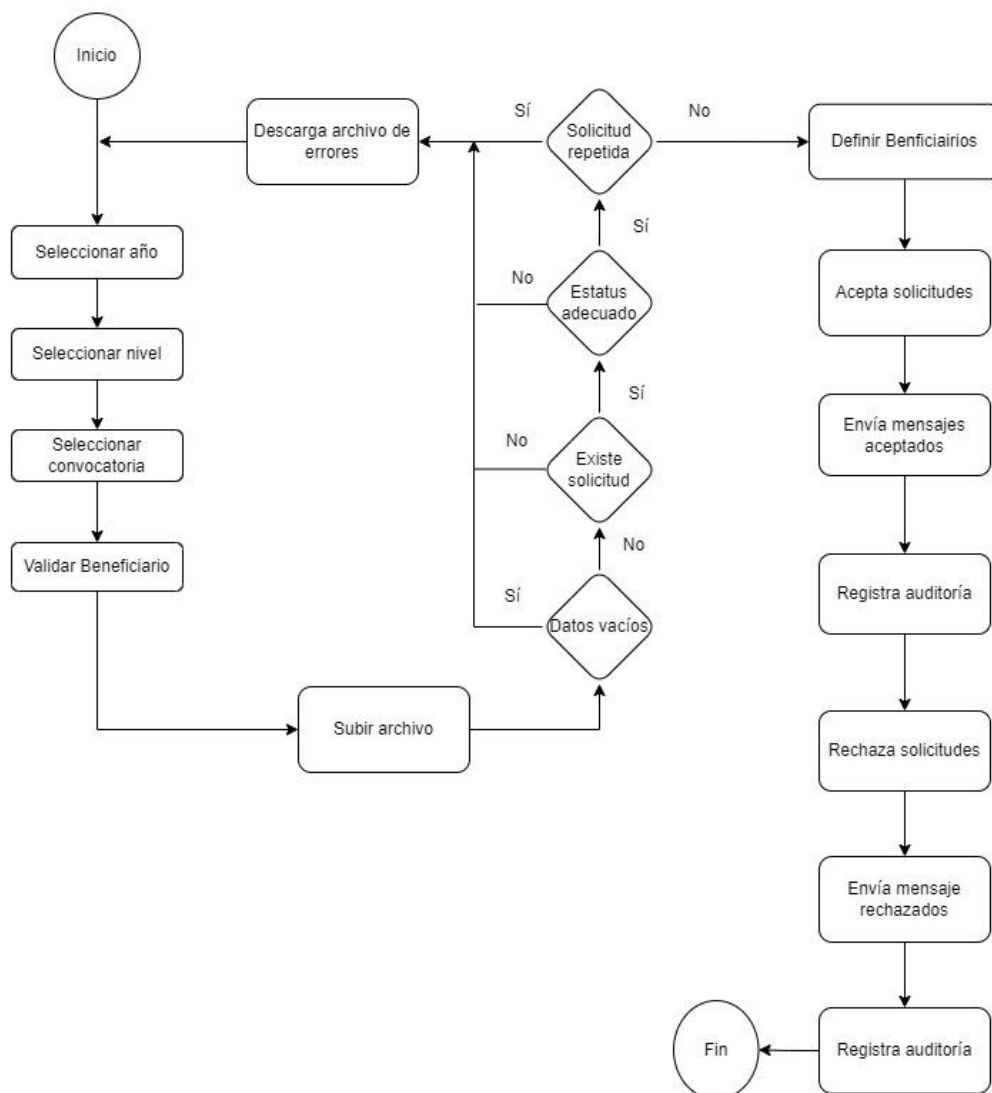 Inicio
Seleccionar año
Seleccionar nivel
Seleccionar
convocatoria
Validar Beneficiario
Subir archivo
Datos vacíos
Sí
No
Existe
solicitud
No
Sí
Estatus
adecuado
No
Sí
Solicitud
repetida
Sí
No
Descarga archivo de
errores
Definir Benficiairios
Acepta solicitudes
Envía mensajes
aceptados
Registra auditoría
Rechaza solicitudes
Envía mensaje
rechazados
Registra auditoría
Fin